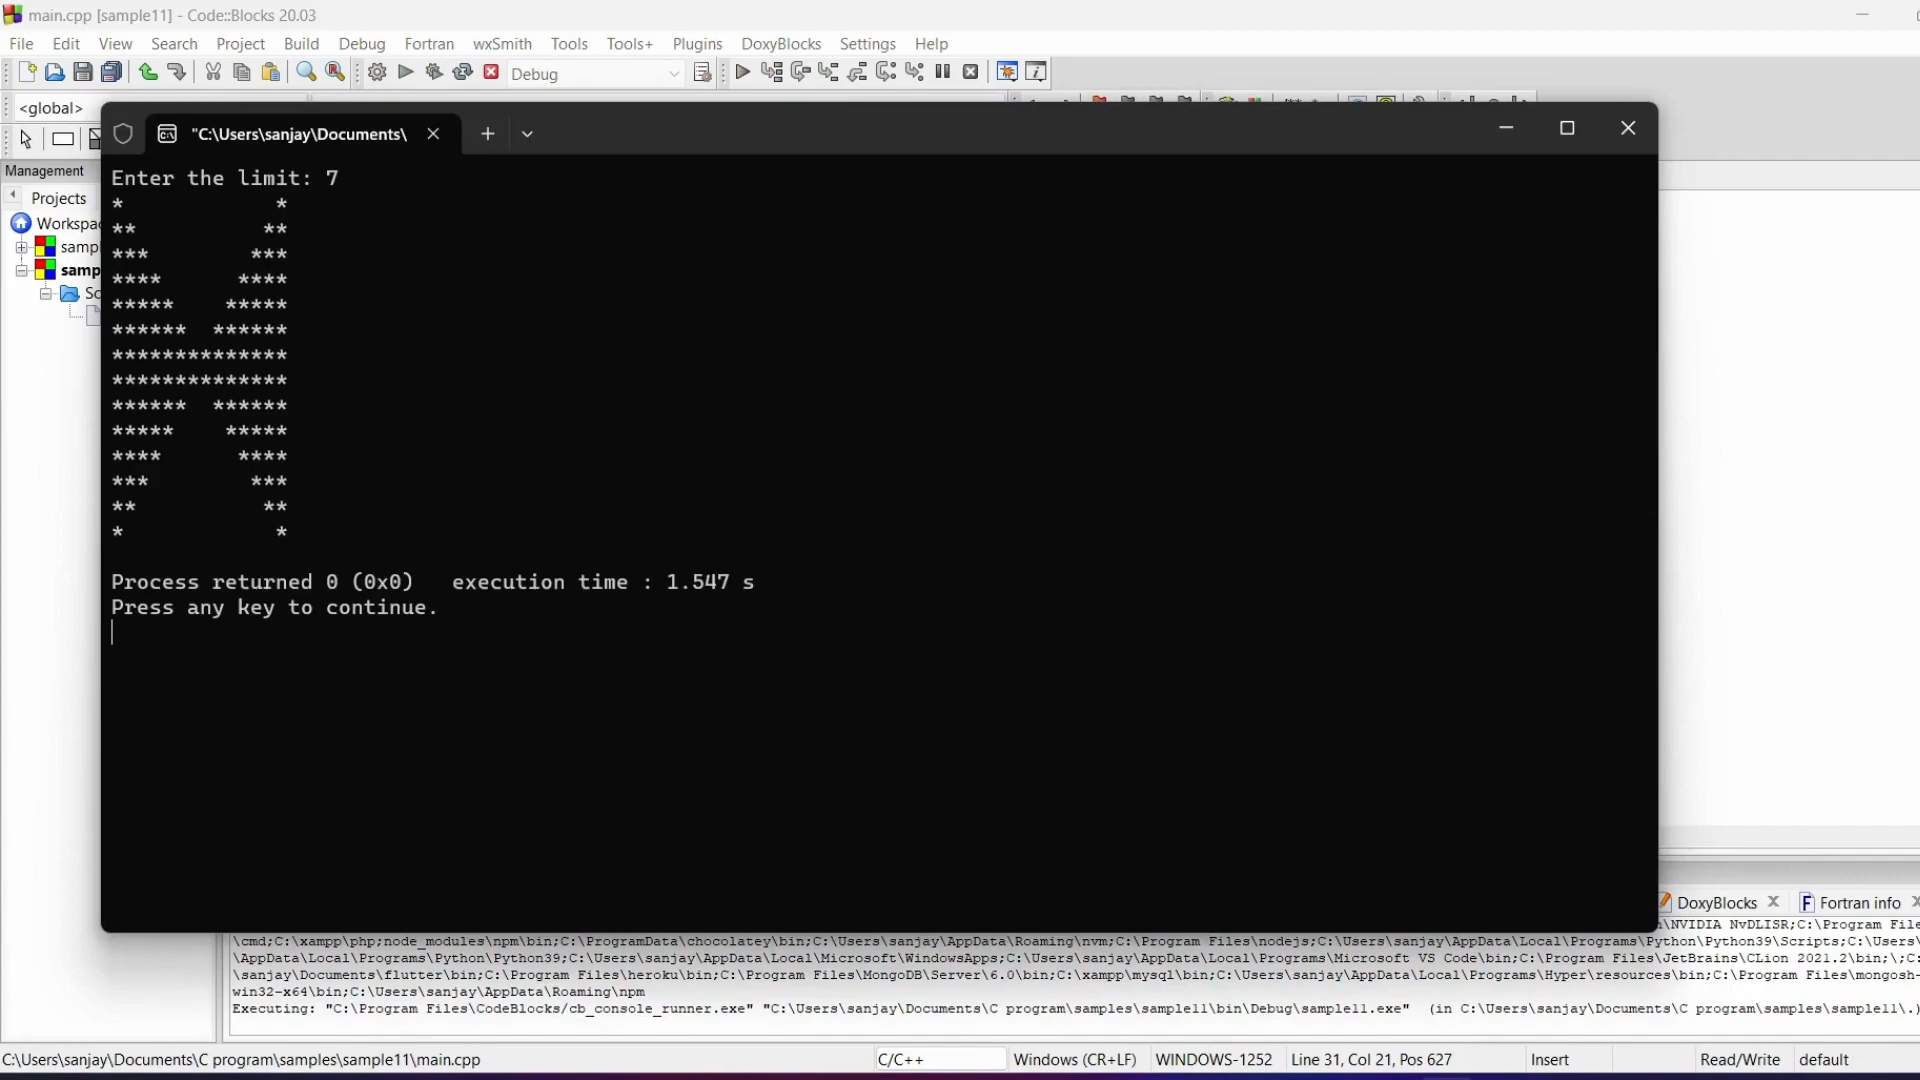 main.cpp [sample11] - Code::Blocks 20.03
File Edit View Search Project Build Debug Fortran wxSmith Tools Tools+ Plugins DoxyBlocks Settings Help
Debug
<global>
"C:\Users\sanjay\Documents\
Management
Projects
Workspa
samp
samp
So
Enter the limit: 7
*            *
**          **
***        ***
****      ****
*****    *****
******  ******
**************
**************
******  ******
*****    *****
****      ****
***        ***
**          **
*            *
Process returned 0 (0x0)   execution time : 1.547 s
Press any key to continue.
DoxyBlocks
Fortran info
n\NVIDIA NvDLISR;C:\Program File
\cmd;C:\xampp\php;node_modules\npm\bin;C:\ProgramData\chocolatey\bin;C:\Users\sanjay\AppData\Roaming\nvm;C:\Program Files\nodejs;C:\Users\sanjay\AppData\Local\Programs\Python\Python39\Scripts;C:\Users\
\AppData\Local\Programs\Python\Python39;C:\Users\sanjay\AppData\Local\Microsoft\WindowsApps;C:\Users\sanjay\AppData\Local\Programs\Microsoft VS Code\bin;C:\Program Files\JetBrains\CLion 2021.2\bin;\;C:\
\sanjay\Documents\flutter\bin;C:\Program Files\heroku\bin;C:\Program Files\MongoDB\Server\6.0\bin;C:\xampp\mysql\bin;C:\Users\sanjay\AppData\Local\Programs\Hyper\resources\bin;C:\Program Files\mongosh-
win32-x64\bin;C:\Users\sanjay\AppData\Roaming\npm
Executing: "C:\Program Files\CodeBlocks/cb_console_runner.exe" "C:\Users\sanjay\Documents\C program\samples\sample11\bin\Debug\sample11.exe"  (in C:\Users\sanjay\Documents\C program\samples\sample11\.)
C:\Users\sanjay\Documents\C program\samples\sample11\main.cpp
C/C++
Windows (CR+LF)
WINDOWS-1252
Line 31, Col 21, Pos 627
Insert
Read/Write
default